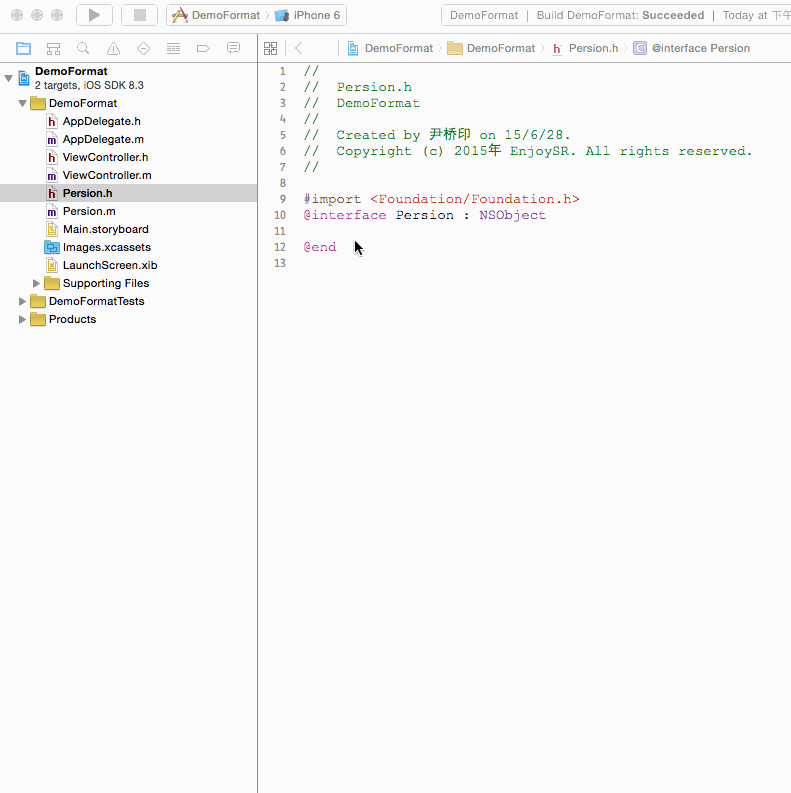 DemoFormat iPhone 6 DemoFormat | Build DemoFormat: Succeeded | Today at 下午
DemoFormat DemoFormat Persion.h @interface Persion
DemoFormat
2 targets, iOS SDK 8.3
DemoFormat
AppDelegate.h
AppDelegate.m
ViewController.h
ViewController.m
Persion.h
Persion.m
Main.storyboard
Images.xcassets
LaunchScreen.xib
Supporting Files
DemoFormatTests
Products
1 //
2 // Persion.h
3 // DemoFormat
4 //
5 // Created by 尹桥印 on 15/6/28.
6 // Copyright (c) 2015年 EnjoySR. All rights reserved.
7 //
8
9 #import <Foundation/Foundation.h>
10 @interface Persion : NSObject
11
12 @end
13